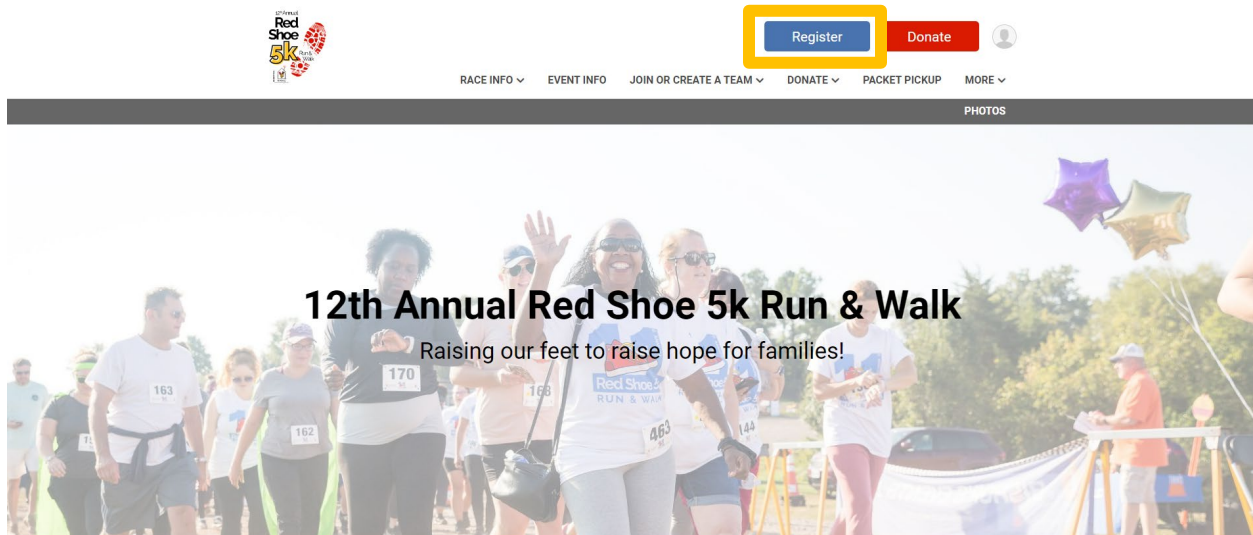 12th Annual
Red
Shoe
5k
Run &
Walk
Register
Donate
RACE INFO
EVENT INFO
JOIN OR CREATE A TEAM
DONATE
PACKET PICKUP
MORE
PHOTOS
12th Annual Red Shoe 5k Run & Walk
Raising our feet to raise hope for families!
163
170
168
162
463
144
Red Shoe
RUN & WALK